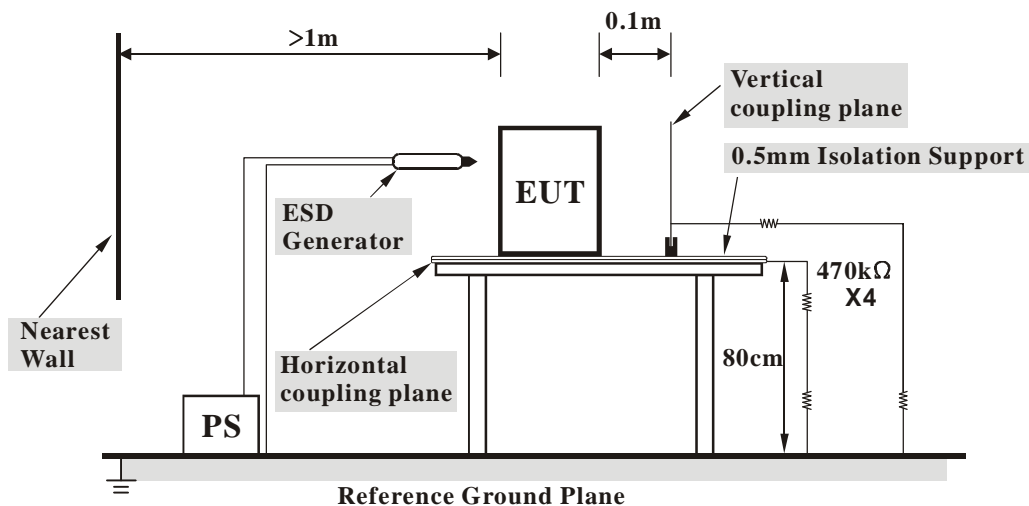 >1m
0.1m
Vertical
coupling plane
0.5mm Isolation Support
EUT
ESD
Generator
470kΩ
X4
Nearest
Wall
Horizontal
coupling plane
80cm
PS
Reference Ground Plane